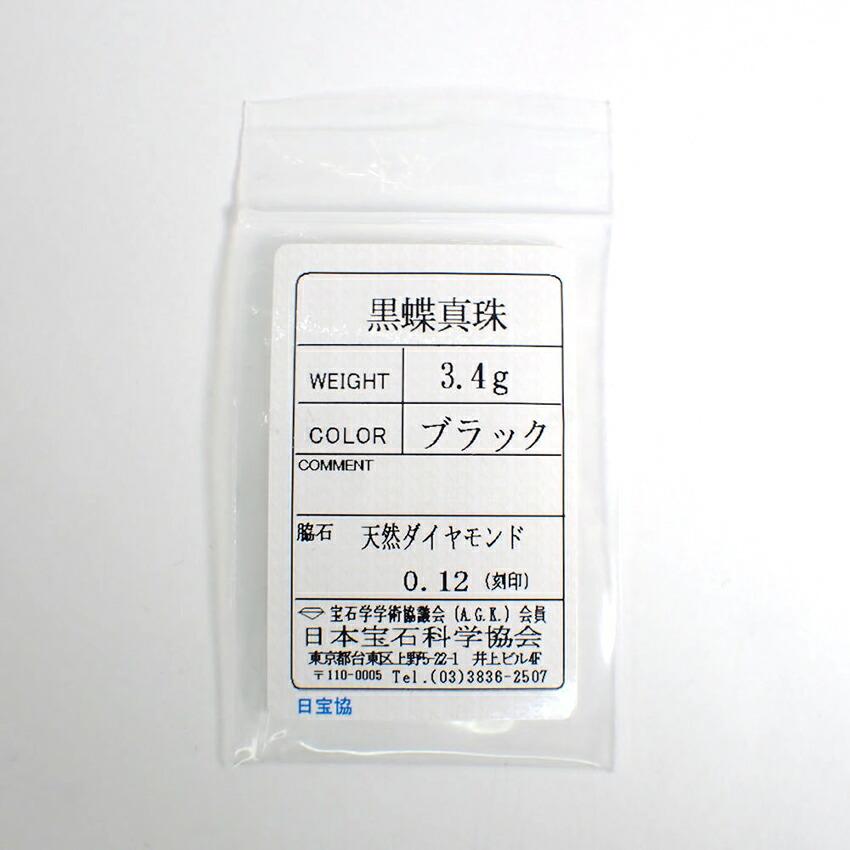 黒蝶真珠
WEIGHT 3.4g
COLOR ブラック
COMMENT
脇石 天然ダイヤモンド
0.12 (刻印)
宝石学学術協議会(A.G.K.)会員
日本宝石科学協会
東京都台東区上野5-22-1 井上ビル4F
〒110-0005 Tel.(03)3836-2507
日宝協